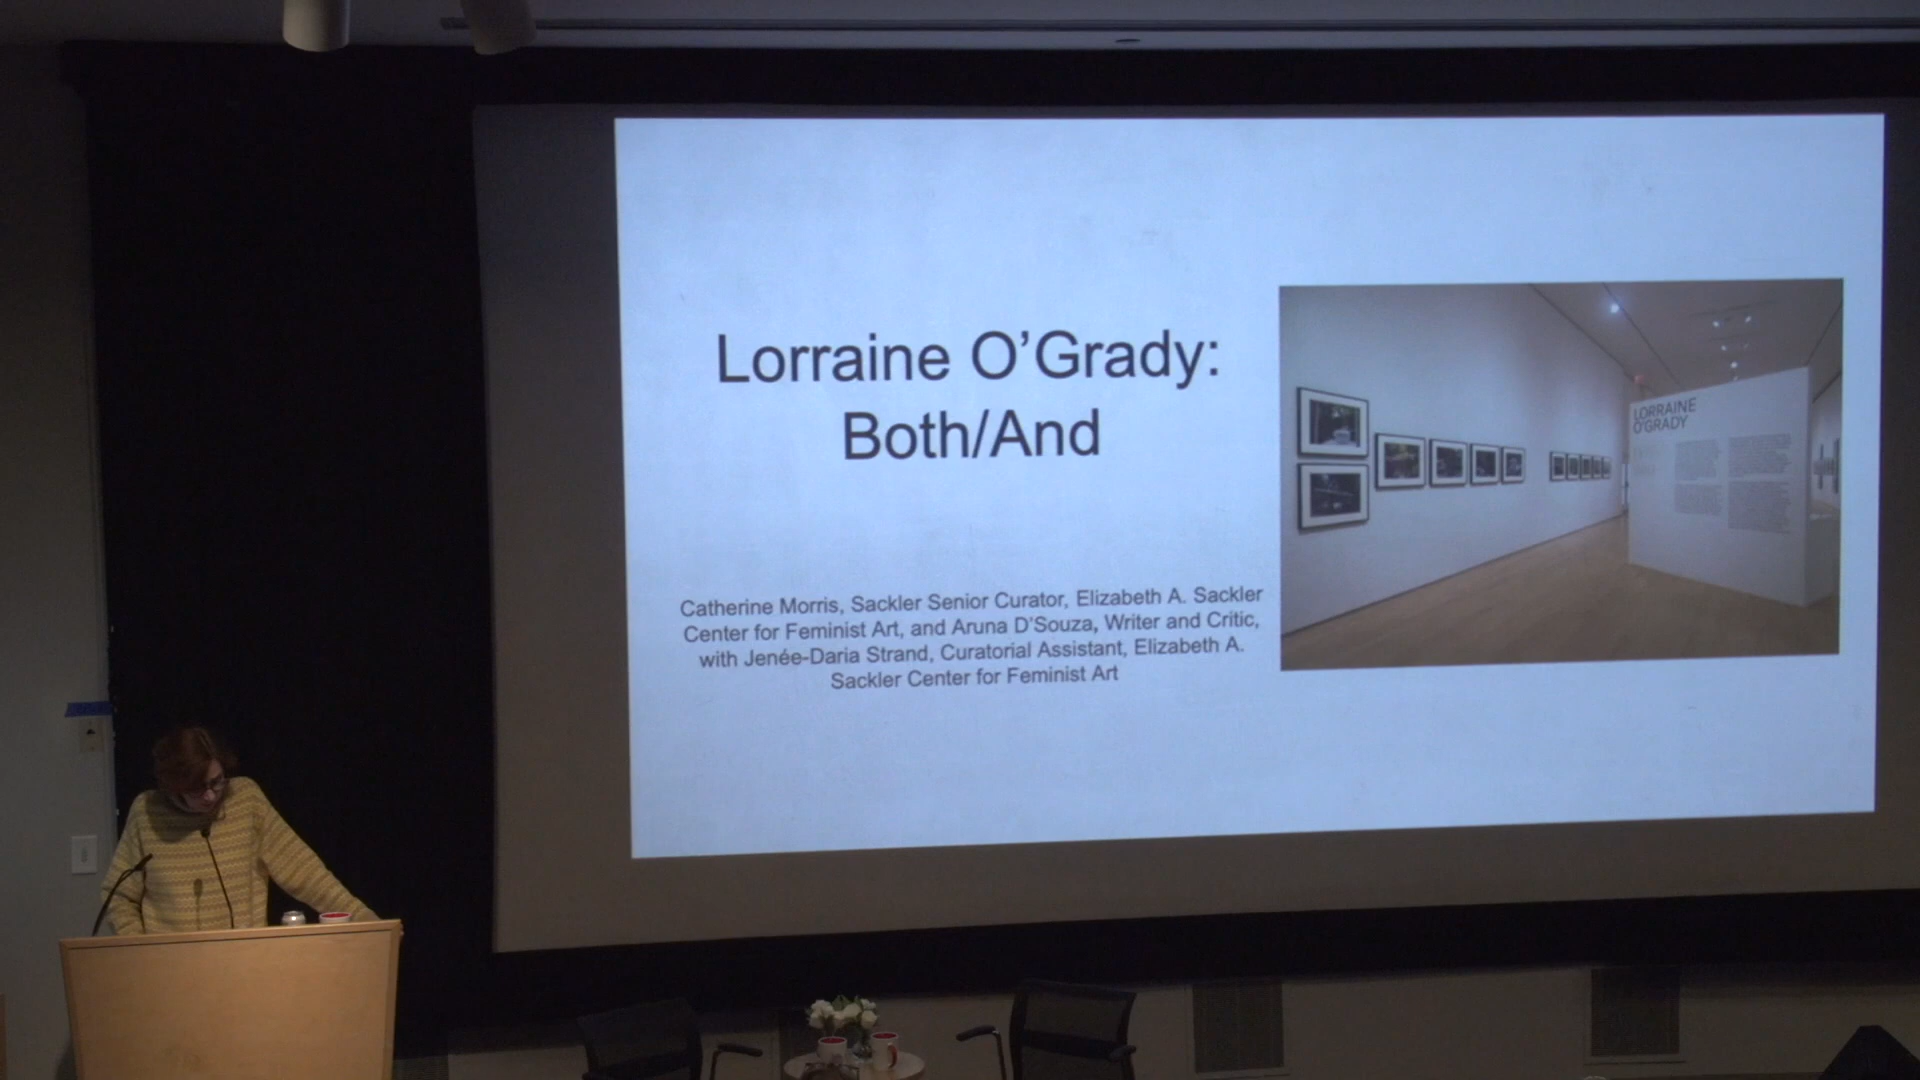 Lorraine O’Grady:
Both/And
Catherine Morris, Sackler Senior Curator, Elizabeth A. Sackler
Center for Feminist Art, and Aruna D’Souza, Writer and Critic,
with Jenée-Daria Strand, Curatorial Assistant, Elizabeth A.
Sackler Center for Feminist Art
LORRAINE
O’GRADY